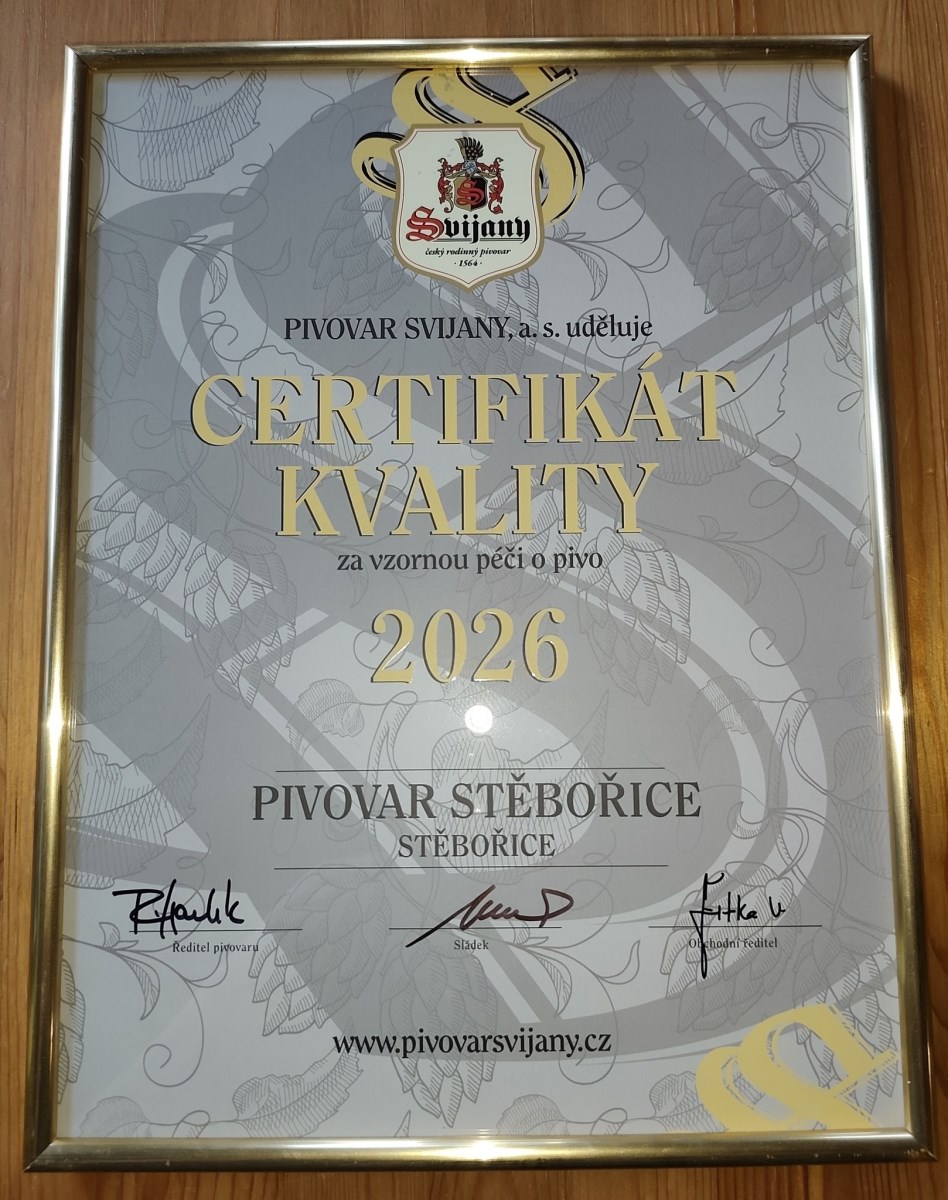 Svijany
český rodinný pivovar
· 1564 ·
PIVOVAR SVIJANY, a. s. uděluje
CERTIFIKÁT
KVALITY
za vzornou péči o pivo
2026
PIVOVAR STĚBOŘICE
STĚBOŘICE
Ředitel pivovaru
Sládek
Obchodní ředitel
www.pivovarsvijany.cz